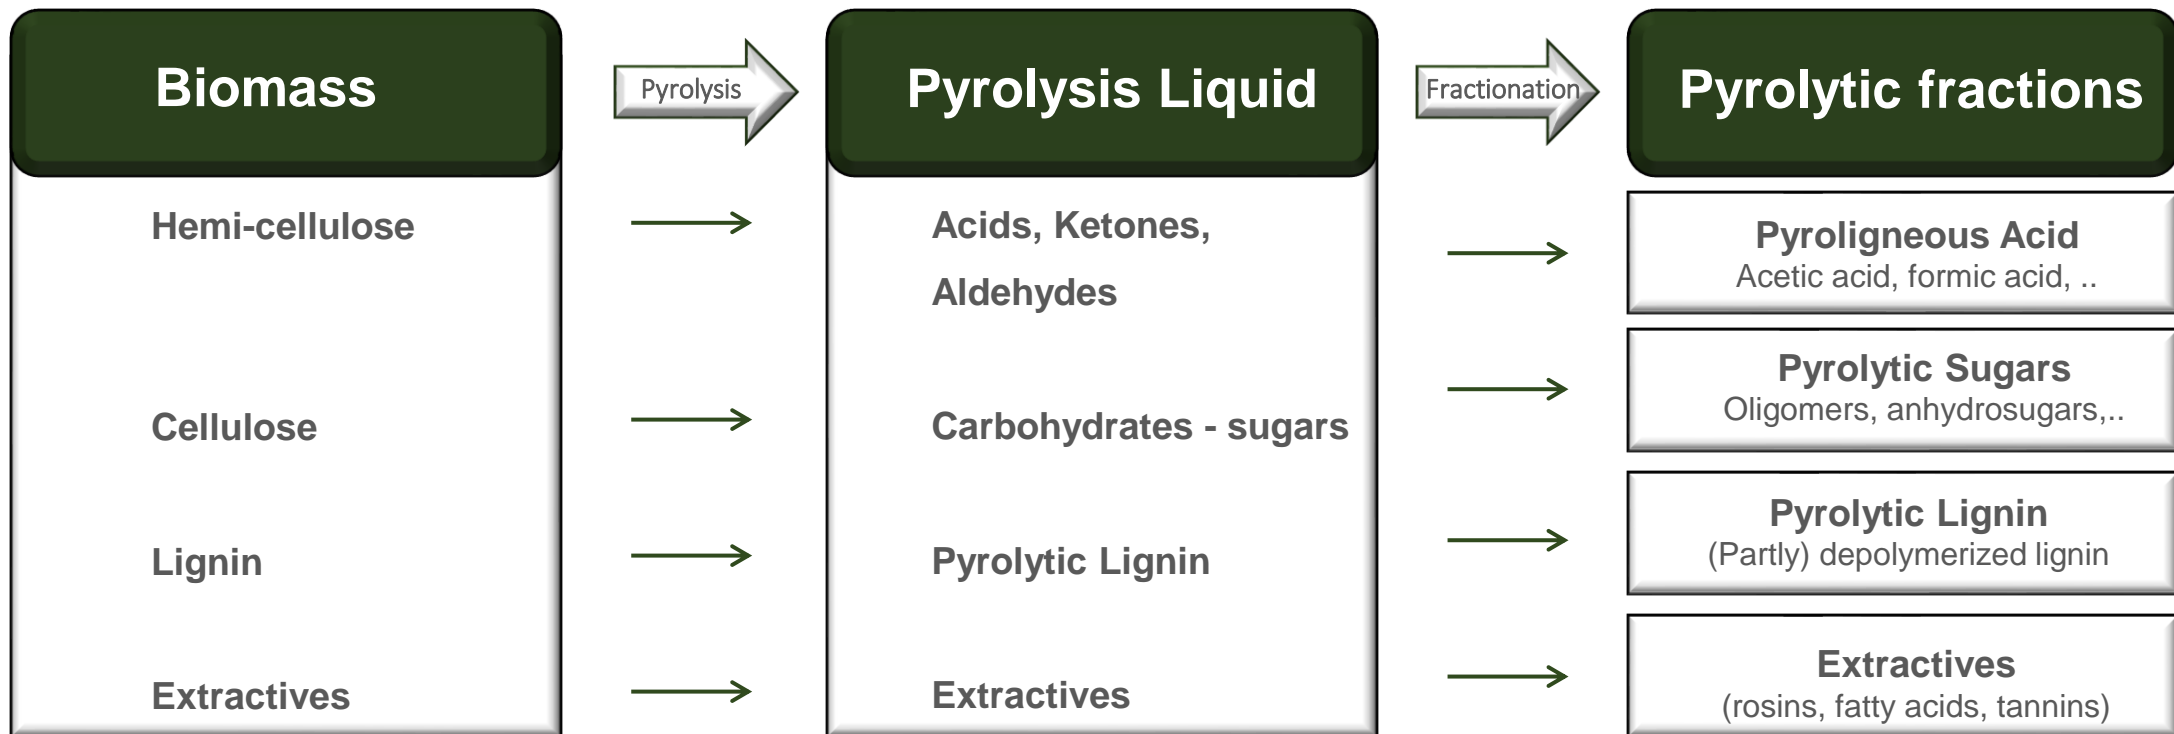 Biomass
Pyrolysis
Pyrolysis Liquid
Fractionation
Pyrolytic fractions
Hemi-cellulose
Acids, Ketones,
Aldehydes
Pyroligneous Acid
Acetic acid, formic acid, ..
Cellulose
Carbohydrates - sugars
Pyrolytic Sugars
Oligomers, anhydrosugars,..
Lignin
Pyrolytic Lignin
Pyrolytic Lignin
(Partly) depolymerized lignin
Extractives
Extractives
Extractives
(rosins, fatty acids, tannins)